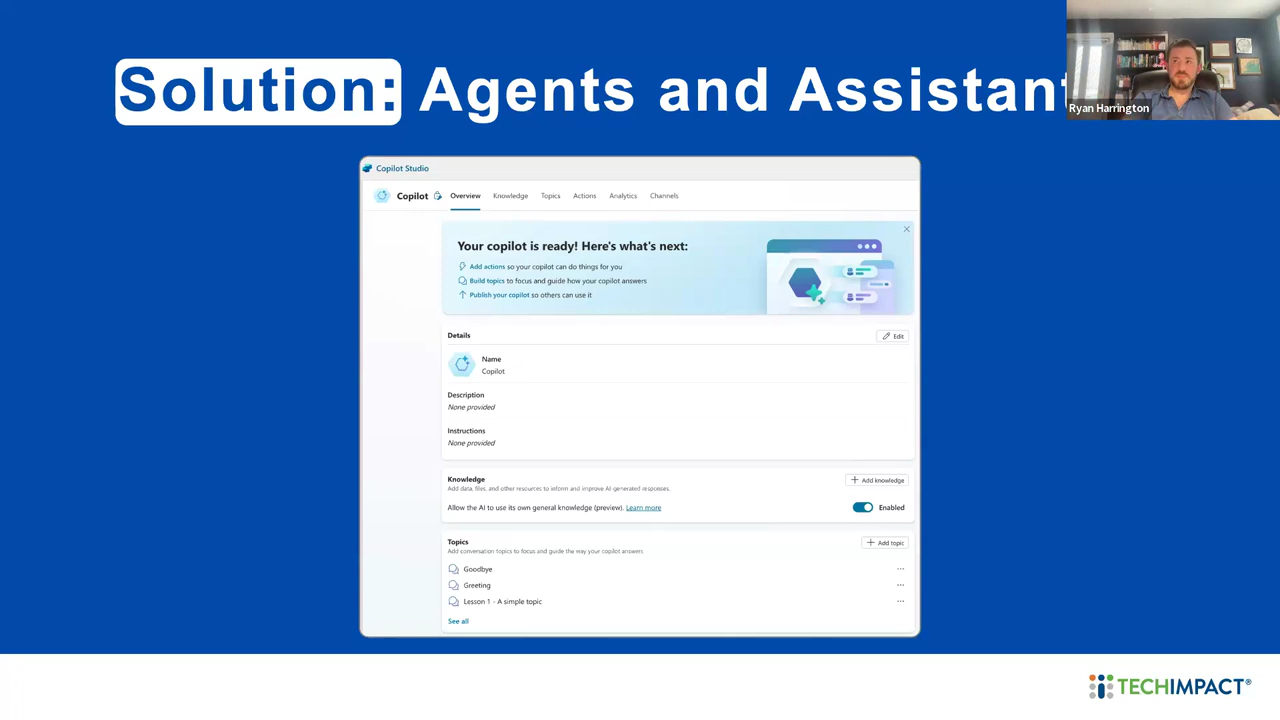 Solution: Agents and Assistant
Ryan Harrington
Copilot Studio
Copilot Overview Knowledge Topics Actions Analytics Channels
Your copilot is ready! Here's what's next:
Add actions so your copilot can do things for you
Build topics to focus and guide how your copilot answers
Publish your copilot so others can use it
Details Edit
Name
Copilot
Description
None provided
Instructions
None provided
Knowledge + Add knowledge
Add data, files, and other resources to inform and improve AI-generated responses.
Allow the AI to use its own general knowledge (preview). Learn more Enabled
Topics + Add topic
Add conversation topics to focus and guide the way your copilot answers
Goodbye ...
Greeting ...
Lesson 1 - A simple topic ...
See all
TECHIMPACT®